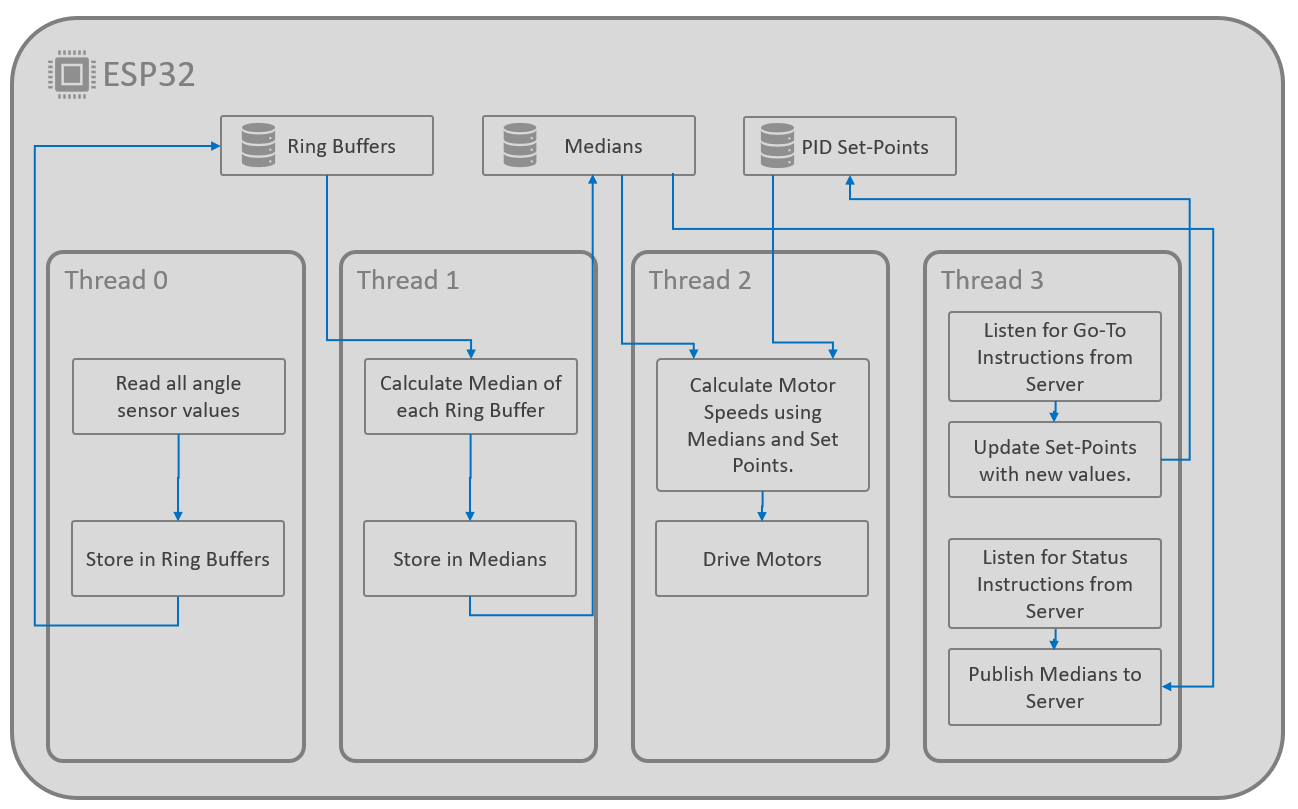 ESP32
Ring Buffers
Medians
PID Set-Points
Thread 0
Read all angle
sensor values
Store in Ring Buffers
Thread 1
Calculate Median of
each Ring Buffer
Store in Medians
Thread 2
Calculate Motor
Speeds using
Medians and Set
Points.
Drive Motors
Thread 3
Listen for Go-To
Instructions from
Server
Update Set-Points
with new values.
Listen for Status
Instructions from
Server
Publish Medians to
Server